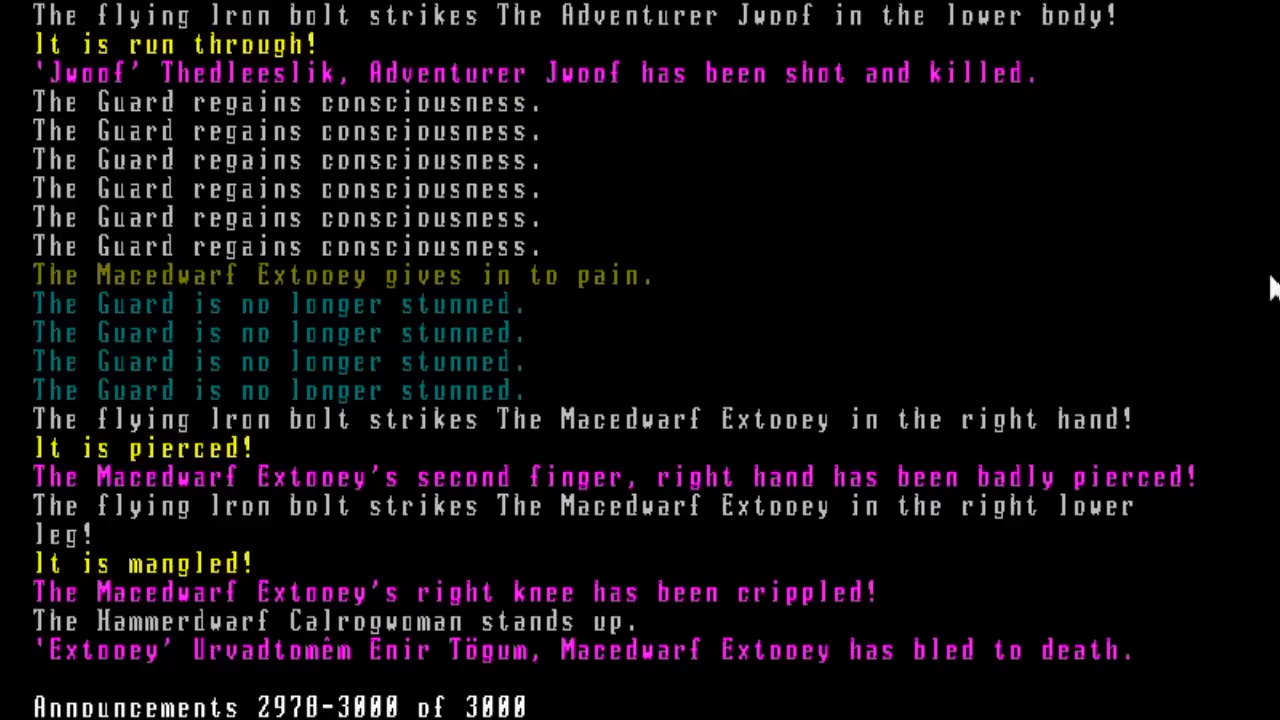 The flying Iron bolt strikes The Adventurer Jwoof in the lower body!
It is run through!
'Jwoof' Thedleeslik, Adventurer Jwoof has been shot and killed.
The Guard regains consciousness.
The Guard regains consciousness.
The Guard regains consciousness.
The Guard regains consciousness.
The Guard regains consciousness.
The Guard regains consciousness.
The Macedwarf Extooey gives in to pain.
The Guard is no longer stunned.
The Guard is no longer stunned.
The Guard is no longer stunned.
The Guard is no longer stunned.
The flying Iron bolt strikes The Macedwarf Extooey in the right hand!
It is pierced!
The Macedwarf Extooey's second finger, right hand has been badly pierced!
The flying Iron bolt strikes The Macedwarf Extooey in the right lower
leg!
It is mangled!
The Macedwarf Extooey's right knee has been crippled!
The Hammerdwarf Calrogwoman stands up.
'Extooey' Urvadtomêm Enir Tögum, Macedwarf Extooey has bled to death.
Announcements 2978-3000 of 3000